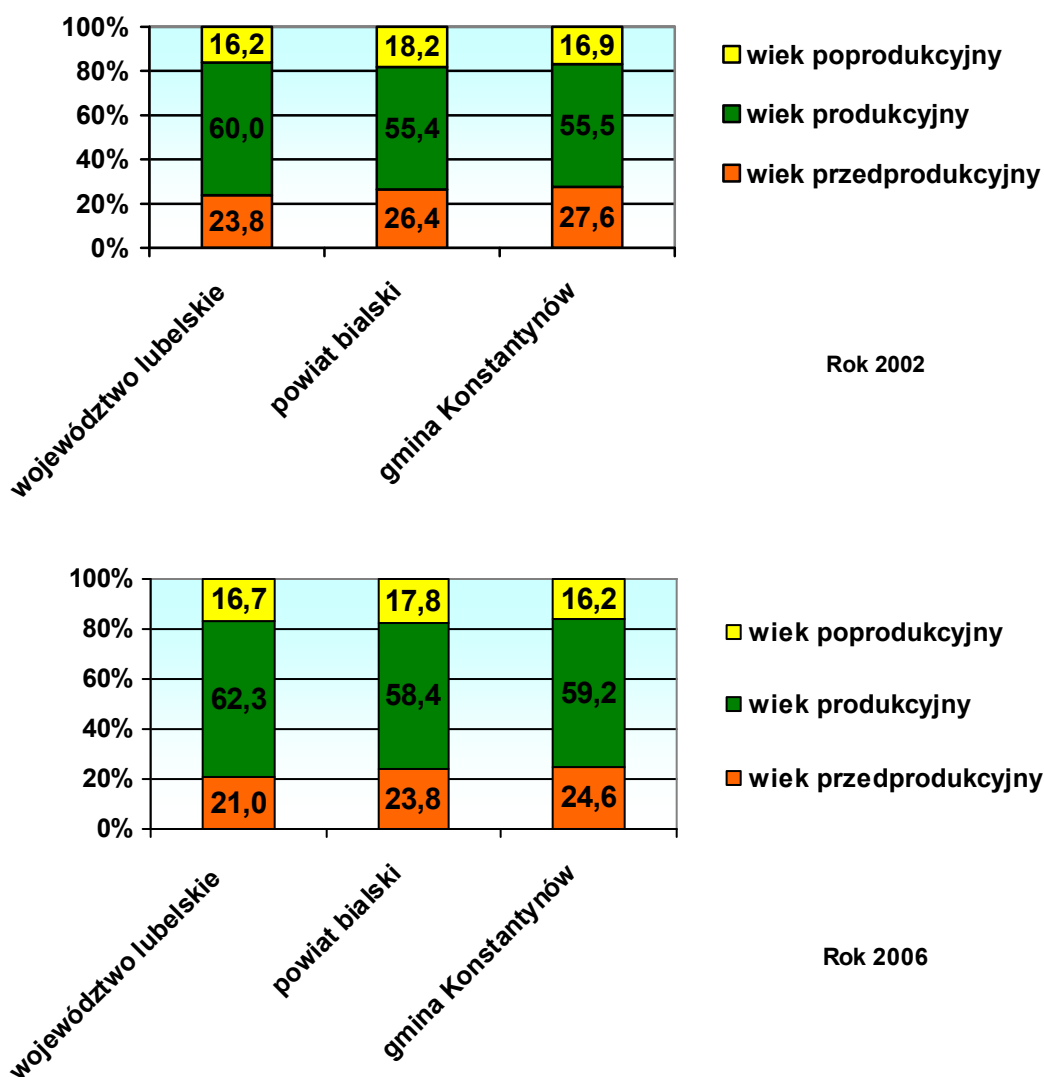 100%
80%
60%
40%
20%
0%
16,2
18,2
16,9
60,0
55,4
55,5
23,8
26,4
27,6
województwo lubelskie
powiat bialski
gmina Konstantynów
wiek poprodukcyjny
wiek produkcyjny
wiek przedprodukcyjny
Rok 2002
100%
80%
60%
40%
20%
0%
16,7
17,8
16,2
62,3
58,4
59,2
21,0
23,8
24,6
województwo lubelskie
powiat bialski
gmina Konstantynów
wiek poprodukcyjny
wiek produkcyjny
wiek przedprodukcyjny
Rok 2006